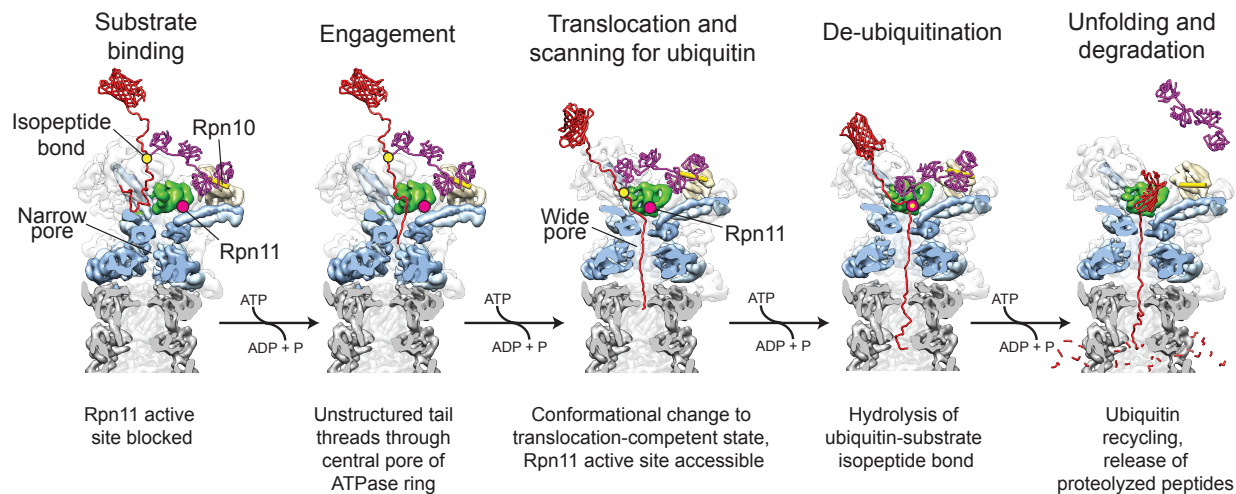 Substrate
binding
Engagement
Translocation and
scanning for ubiquitin
De-ubiquitination
Unfolding and
degradation
Isopeptide
bond
Rpn10
Narrow
pore
Rpn11
Wide
pore
Rpn11
ATP
ADP + P
ATP
ADP + P
ATP
ADP + P
ATP
ADP + P
Rpn11 active
site blocked
Unstructured tail
threads through
central pore of
ATPase ring
Conformational change to
translocation-competent state,
Rpn11 active site accessible
Hydrolysis of
ubiquitin-substrate
isopeptide bond
Ubiquitin
recycling,
release of
proteolyzed peptides